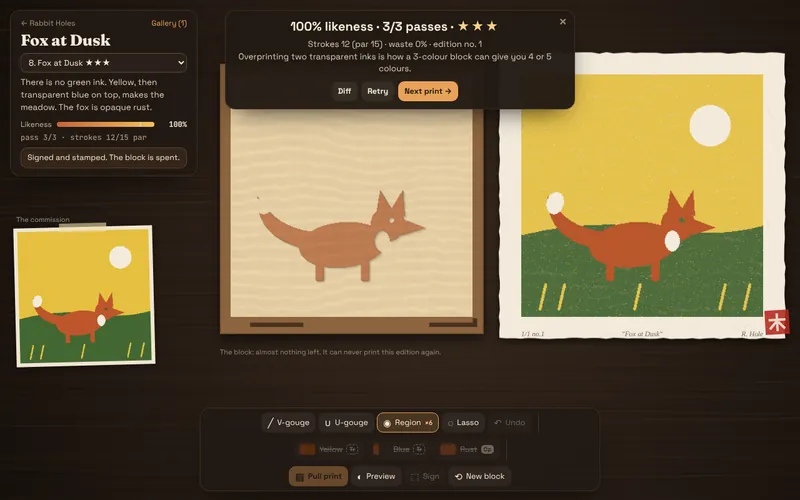 ← Rabbit Holes
Gallery (1)
Fox at Dusk
8. Fox at Dusk ★★★
There is no green ink. Yellow, then
transparent blue on top, makes the
meadow. The fox is opaque rust.
Likeness
100%
pass 3/3 · strokes 12/15 par
Signed and stamped. The block is spent.
100% likeness · 3/3 passes · ★ ★ ★
Strokes 12 (par 15) · waste 0% · edition no. 1
Overprinting two transparent inks is how a 3-colour block can give you 4 or 5
colours.
Diff
Retry
Next print →
The commission
The block: almost nothing left. It can never print this edition again.
1/1 no.1
"Fox at Dusk"
R. Hole
木
V-gouge
U-gouge
Region ×6
Lasso
Undo
Yellow Tr
Blue Tr
Rust Op
Pull print
Preview
Sign
New block